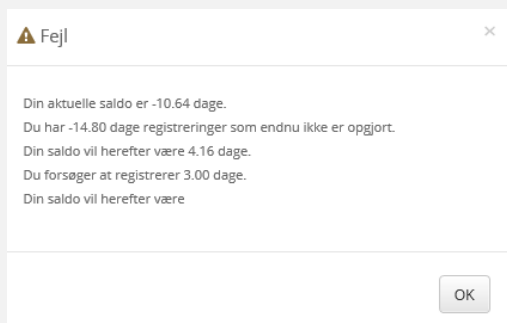 Fejl
×
Din aktuelle saldo er -10.64 dage.
Du har -14.80 dage registreringer som endnu ikke er opgjort.
Din saldo vil herefter være 4.16 dage.
Du forsøger at registrerer 3.00 dage.
Din saldo vil herefter være
OK